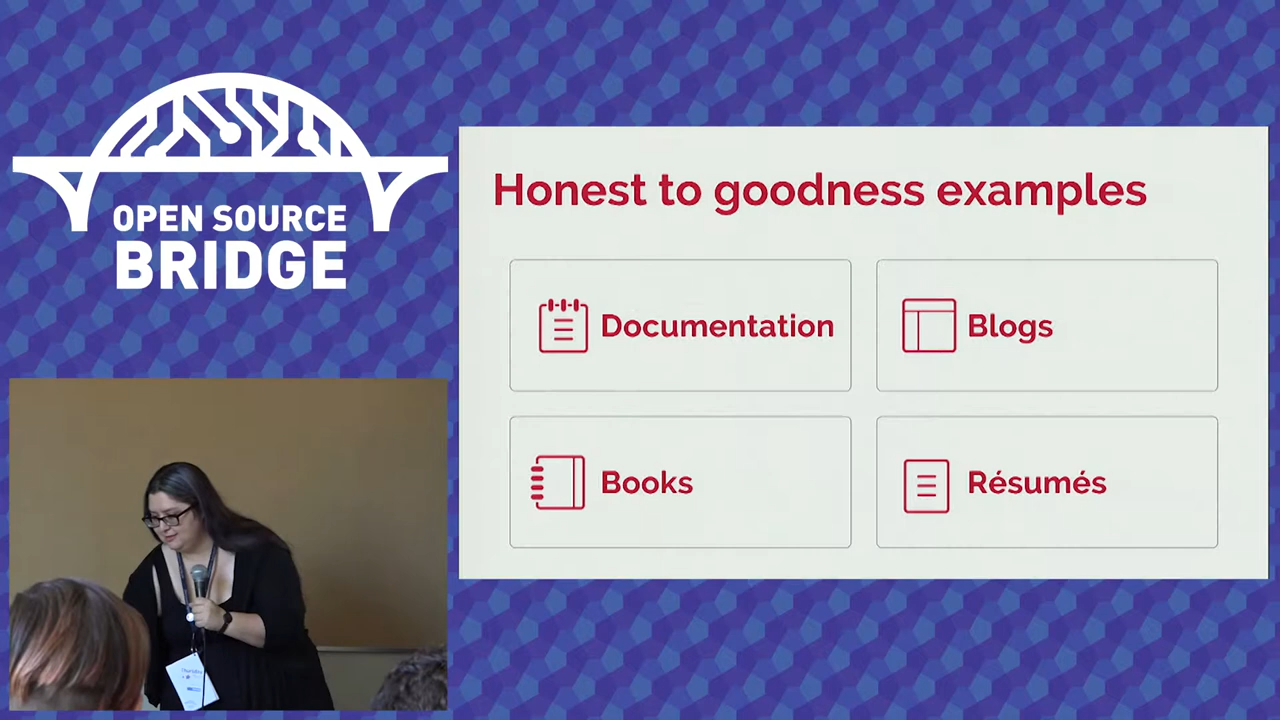 OPEN SOURCE
BRIDGE
Honest to goodness examples
Documentation
Blogs
Books
Résumés